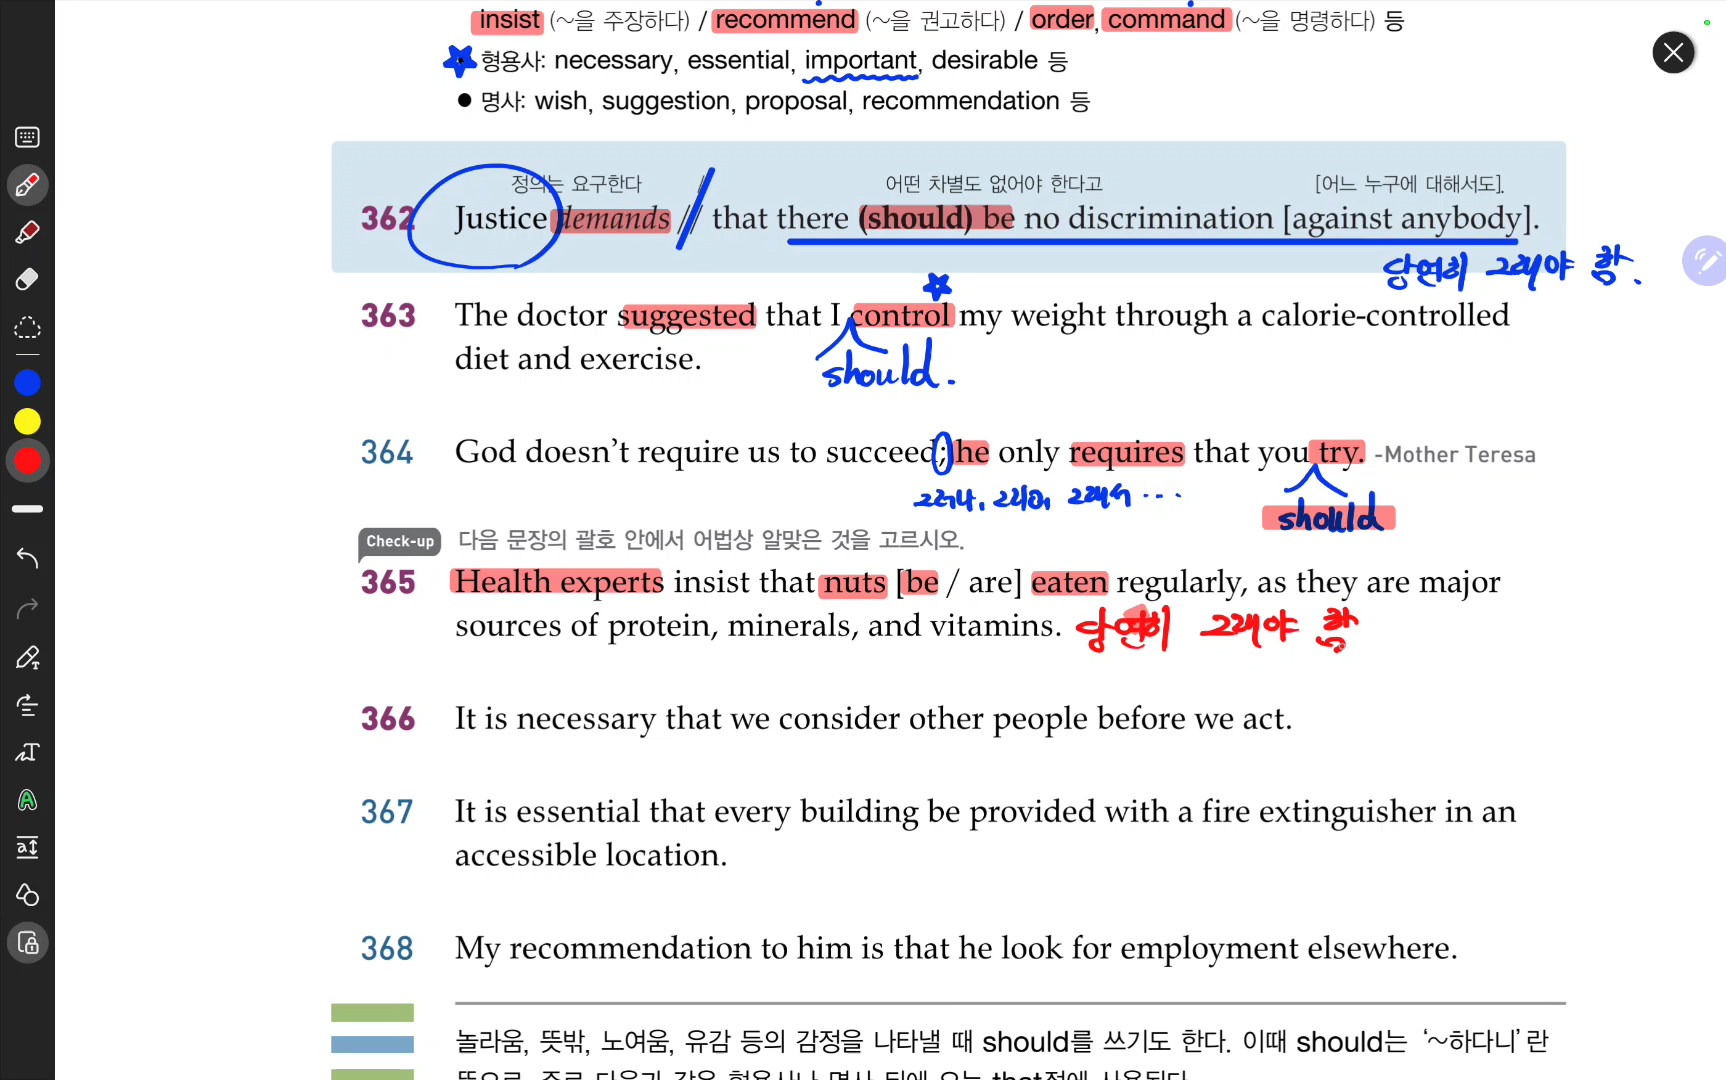 insist (~을 주장하다) / recommend (~을 권고하다) / order, command (~을 명령하다) 등
형용사: necessary, essential, important, desirable 등
● 명사: wish, suggestion, proposal, recommendation 등
정의는 요구한다 // 어떤 차별도 없어야 한다고 [어느 누구에 대해서도].
362 Justice demands // that there (should) be no discrimination [against anybody].
당연히 그래야 함.
363 The doctor suggested that I control my weight through a calorie-controlled
diet and exercise.
should.
364 God doesn't require us to succeed; he only requires that you try. -Mother Teresa
그러나, 그리고, 그래서 ...
should
Check-up 다음 문장의 괄호 안에서 어법상 알맞은 것을 고르시오.
365 Health experts insist that nuts [be / are] eaten regularly, as they are major
sources of protein, minerals, and vitamins. 당연히 그래야 함
366 It is necessary that we consider other people before we act.
367 It is essential that every building be provided with a fire extinguisher in an
accessible location.
368 My recommendation to him is that he look for employment elsewhere.
놀라움, 뜻밖, 노여움, 유감 등의 감정을 나타낼 때 should를 쓰기도 한다. 이때 should는 '~하다니'란